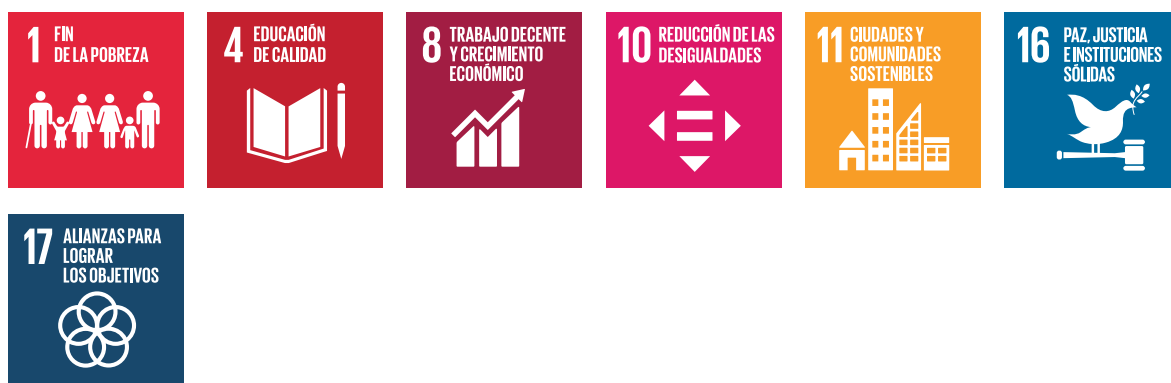 1 FIN
DE LA POBREZA
4 EDUCACIÓN
DE CALIDAD
8 TRABAJO DECENTE
Y CRECIMIENTO
ECONÓMICO
10 REDUCCIÓN DE LAS
DESIGUALDADES
11 CIUDADES Y
COMUNIDADES
SOSTENIBLES
16 PAZ, JUSTICIA
E INSTITUCIONES
SÓLIDAS
17 ALIANZAS PARA
LOGRAR
LOS OBJETIVOS